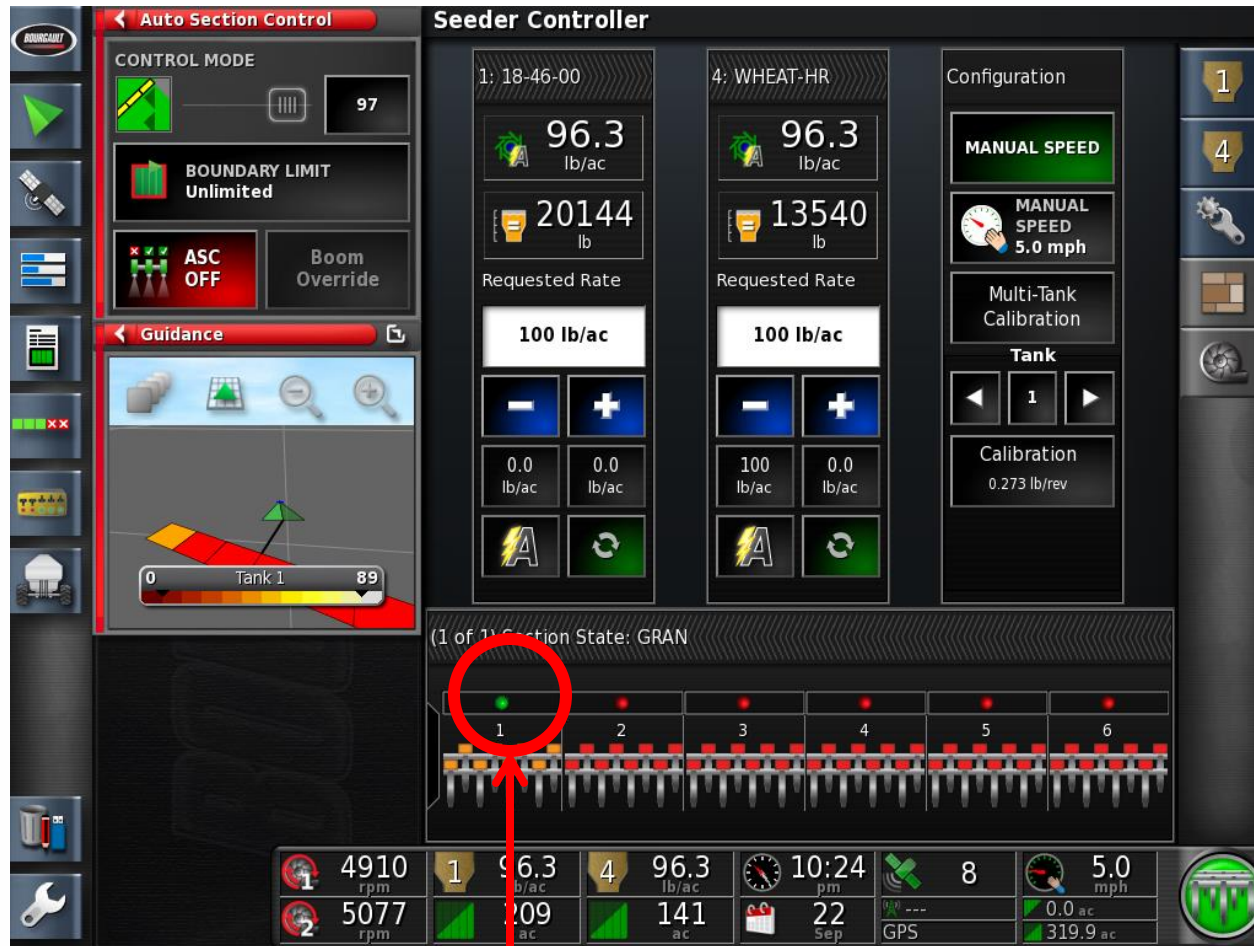 BOURGAULT
Auto Section Control
CONTROL MODE
97
BOUNDARY LIMIT
Unlimited
ASC
OFF
Boom
Override
Guidance
0 Tank 1 89
Seeder Controller
1: 18-46-00
96.3
lb/ac
20144
lb
Requested Rate
100 lb/ac
0.0
lb/ac
0.0
lb/ac
A
4: WHEAT-HR
96.3
lb/ac
13540
lb
Requested Rate
100 lb/ac
100
lb/ac
0.0
lb/ac
A
Configuration
MANUAL SPEED
MANUAL
SPEED
5.0 mph
Multi-Tank
Calibration
Tank
1
Calibration
0.273 lb/rev
1
4
(1 of 1) Section State: GRAN
1 2 3 4 5 6
1 4910 rpm
2 5077 rpm
1 96.3 lb/ac
209 ac
4 96.3 lb/ac
141 ac
10:24 pm
22 Sep
8
---
GPS
5.0 mph
0.0 ac
319.9 ac